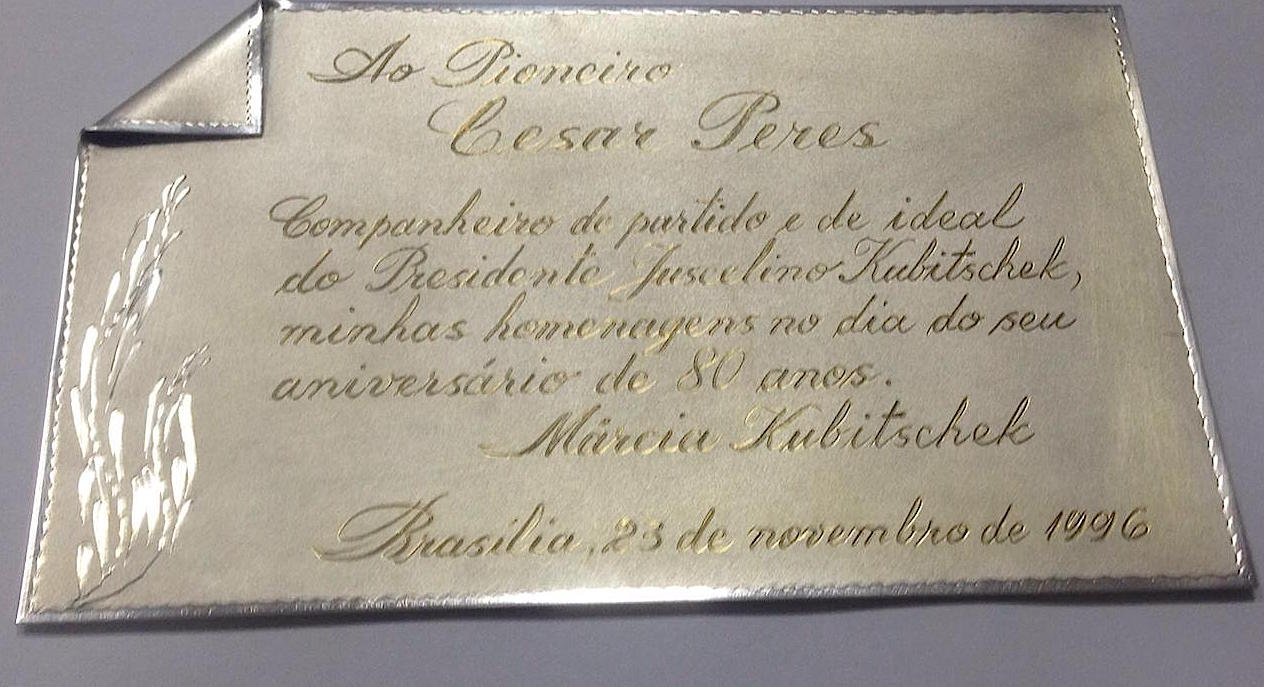 Ao Pioneiro
Cesar Peres
Companheiro de partido e de ideal
do Presidente Juscelino Kubitschek,
minhas homenagens no dia do seu
aniversário de 80 anos.
Márcia Kubitschek
Brasília, 23 de novembro de 1996